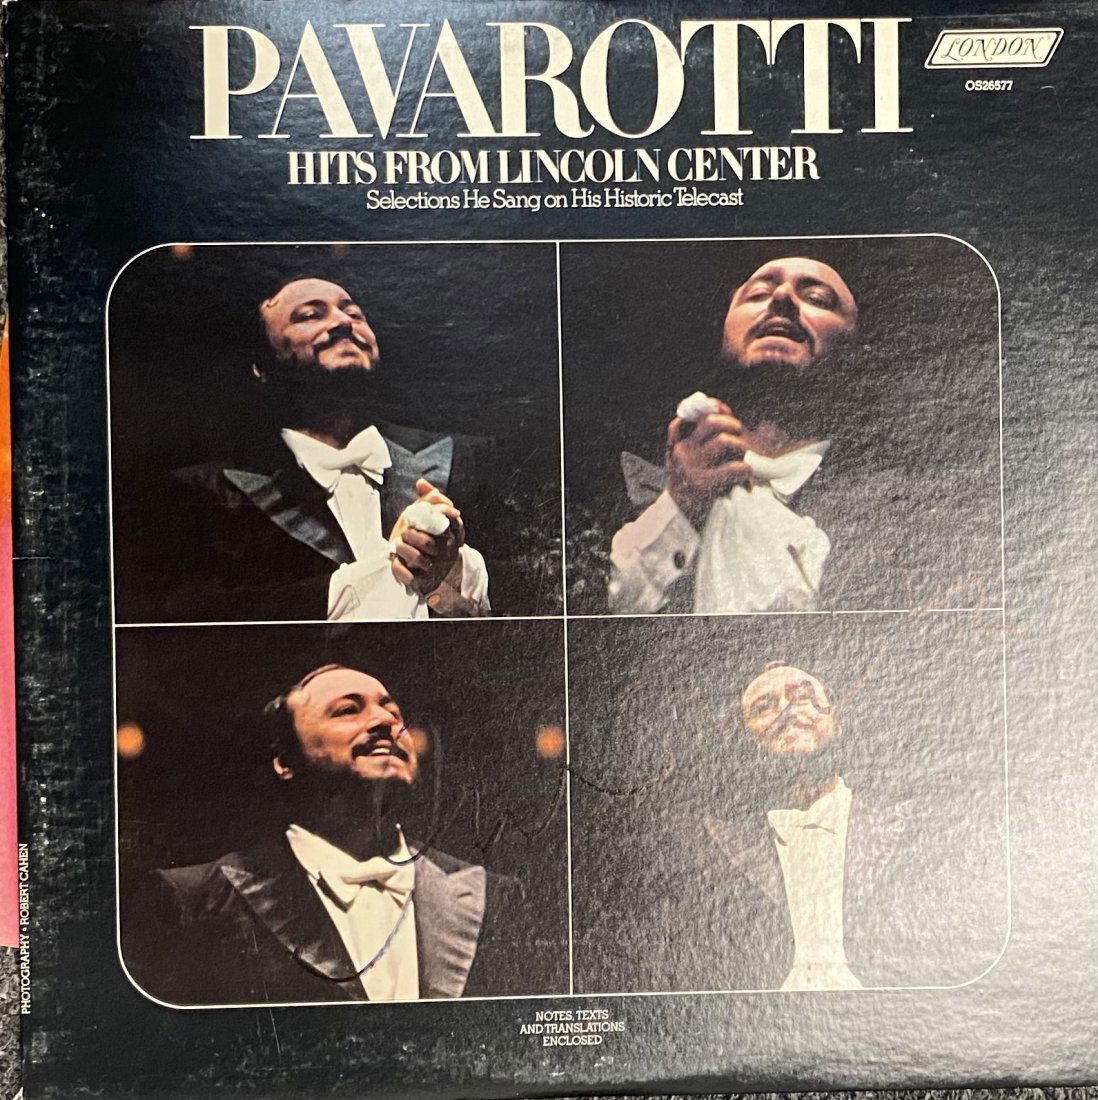 PAVAROTTI
LONDON
OS26577
HITS FROM LINCOLN CENTER
Selections He Sang on His Historic Telecast
PHOTOGRAPHY • ROBERT CAHEN
NOTES, TEXTS
AND TRANSLATIONS
ENCLOSED